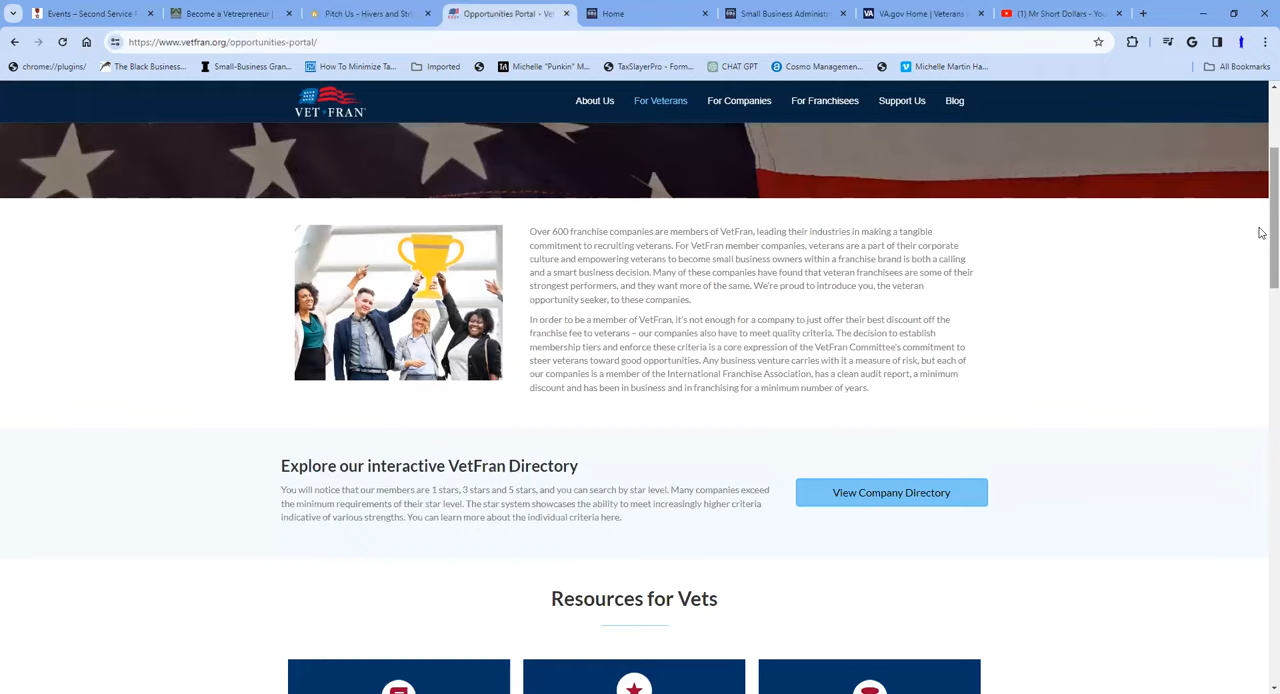 Events – Second Service F
Become a Vetrepreneur |
Pitch Us - Hives and Stri
Opportunities Portal - Vet
Home
Small Business Administra
VA.gov Home | Veterans A
(1) Mr Short Dollars - You
https://www.vetfran.org/opportunities-portal/
chrome://plugins/
The Black Business...
Small-Business Gran...
How To Minimize Ta...
Imported
Michelle "Punkin" M...
TaxSlayerPro - Form...
CHAT GPT
Cosmo Managemen...
Michelle Martin Ha...
All Bookmarks
VET FRAN
About Us
For Veterans
For Companies
For Franchisees
Support Us
Blog
Over 600 franchise companies are members of VetFran, leading their industries in making a tangible
commitment to recruiting veterans. For VetFran member companies, veterans are a part of their corporate
culture and empowering veterans to become small business owners within a franchise brand is both a calling
and a smart business decision. Many of these companies have found that veteran franchisees are some of their
strongest performers, and they want more of the same. We're proud to introduce you, the veteran
opportunity seeker, to these companies.
In order to be a member of VetFran, it's not enough for a company to just offer their best discount off the
franchise fee to veterans – our companies also have to meet quality criteria. The decision to establish
membership tiers and enforce these criteria is a core expression of the VetFran Committee's commitment to
steer veterans toward good opportunities. Any business venture carries with it a measure of risk, but each of
our companies is a member of the International Franchise Association, has a clean audit report, a minimum
discount and has been in business and in franchising for a minimum number of years.
Explore our interactive VetFran Directory
You will notice that our members are 1 stars, 3 stars and 5 stars, and you can search by star level. Many companies exceed
the minimum requirements of their star level. The star system showcases the ability to meet increasingly higher criteria
indicative of various strengths. You can learn more about the individual criteria here.
View Company Directory
Resources for Vets